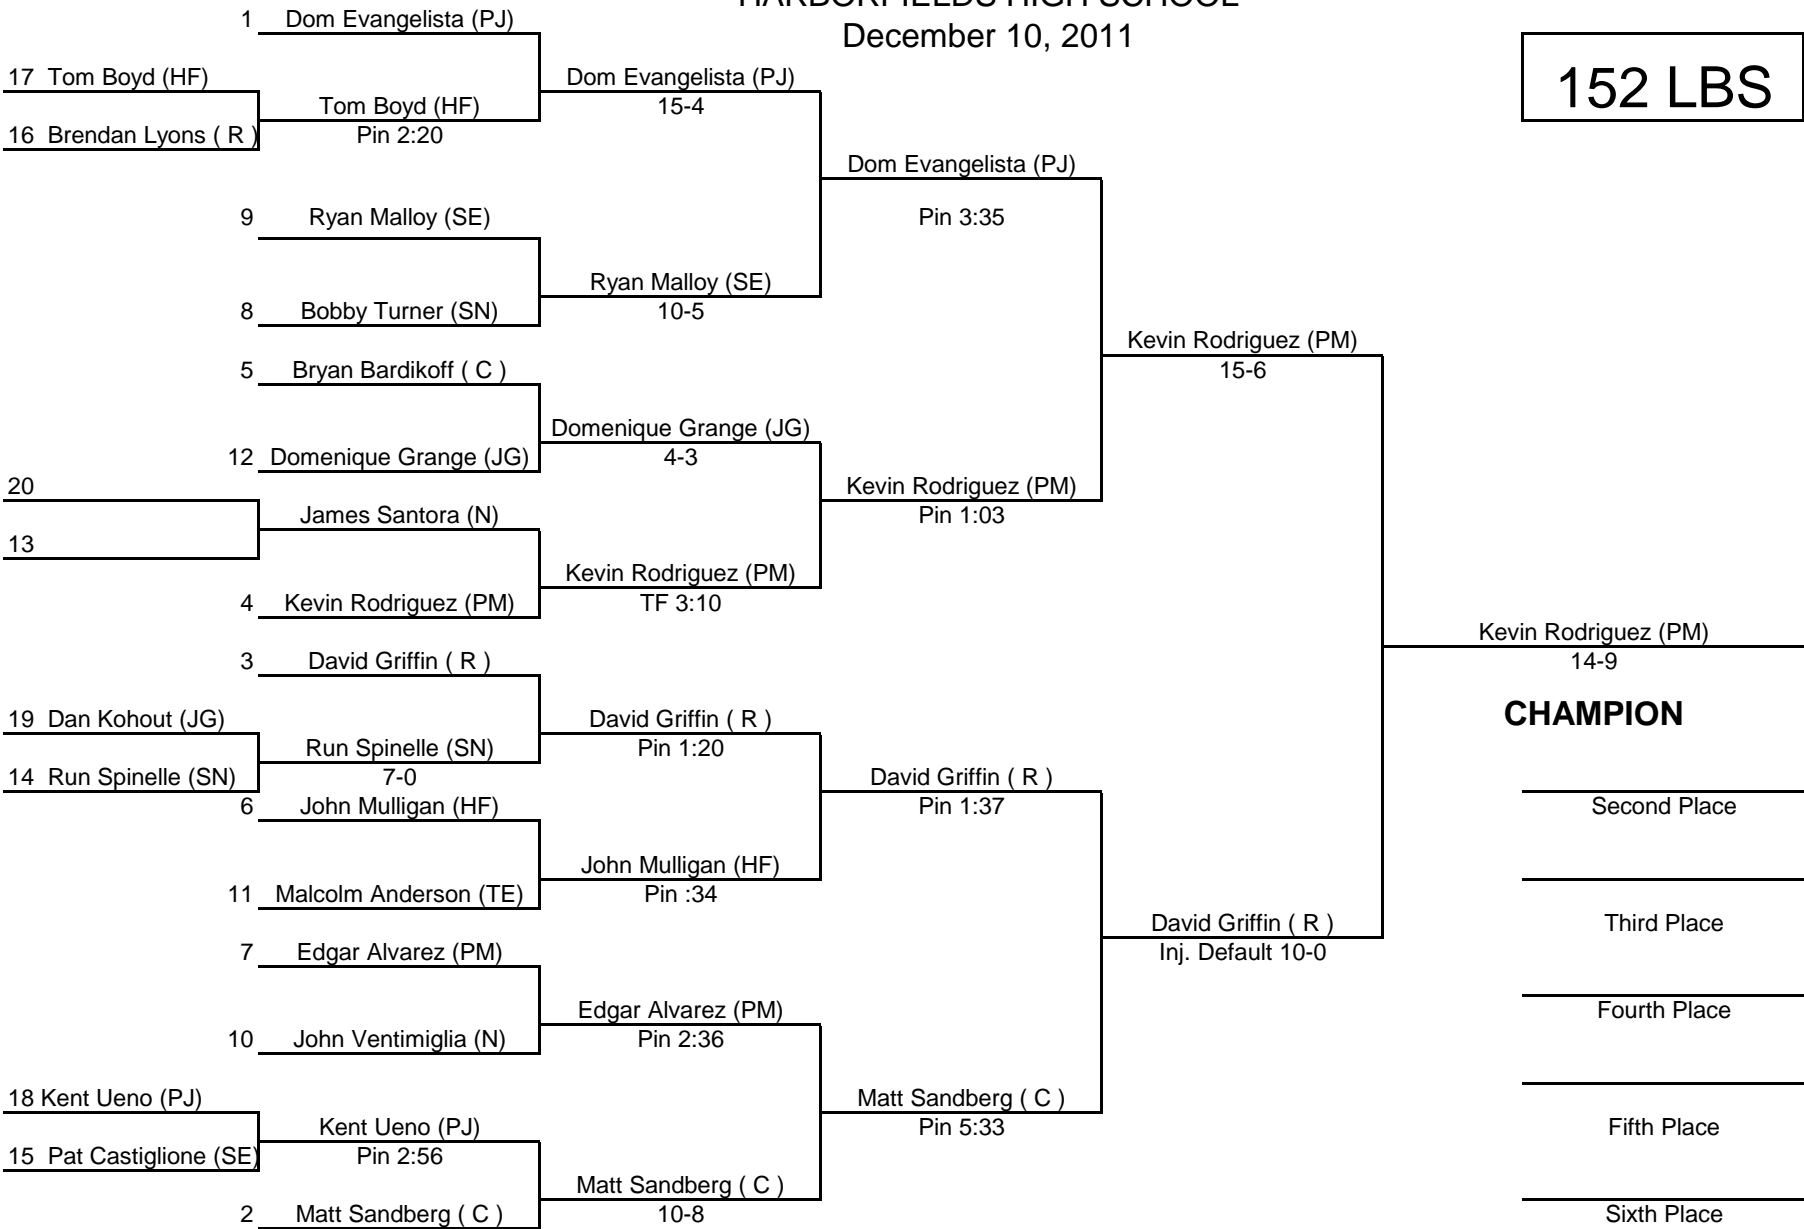 HARBORFIELDS HIGH SCHOOL
December 10, 2011
152 LBS
1 Dom Evangelista (PJ)
17 Tom Boyd (HF)
Dom Evangelista (PJ)
Tom Boyd (HF)
15-4
16 Brendan Lyons ( R )
Pin 2:20
Dom Evangelista (PJ)
9 Ryan Malloy (SE)
Pin 3:35
Ryan Malloy (SE)
8 Bobby Turner (SN)
10-5
Kevin Rodriguez (PM)
5 Bryan Bardikoff ( C )
15-6
Domenique Grange (JG)
12 Domenique Grange (JG)
4-3
20
Kevin Rodriguez (PM)
James Santora (N)
Pin 1:03
13
Kevin Rodriguez (PM)
4 Kevin Rodriguez (PM)
TF 3:10
Kevin Rodriguez (PM)
3 David Griffin ( R )
14-9
CHAMPION
19 Dan Kohout (JG)
David Griffin ( R )
Run Spinelle (SN)
Pin 1:20
14 Run Spinelle (SN)
7-0
David Griffin ( R )
6 John Mulligan (HF)
Pin 1:37
Second Place
John Mulligan (HF)
11 Malcolm Anderson (TE)
Pin :34
David Griffin ( R )
Third Place
7 Edgar Alvarez (PM)
Inj. Default 10-0
Edgar Alvarez (PM)
Fourth Place
10 John Ventimiglia (N)
Pin 2:36
18 Kent Ueno (PJ)
Matt Sandberg ( C )
Kent Ueno (PJ)
Pin 5:33
Fifth Place
15 Pat Castiglione (SE)
Pin 2:56
Matt Sandberg ( C )
2 Matt Sandberg ( C )
10-8
Sixth Place